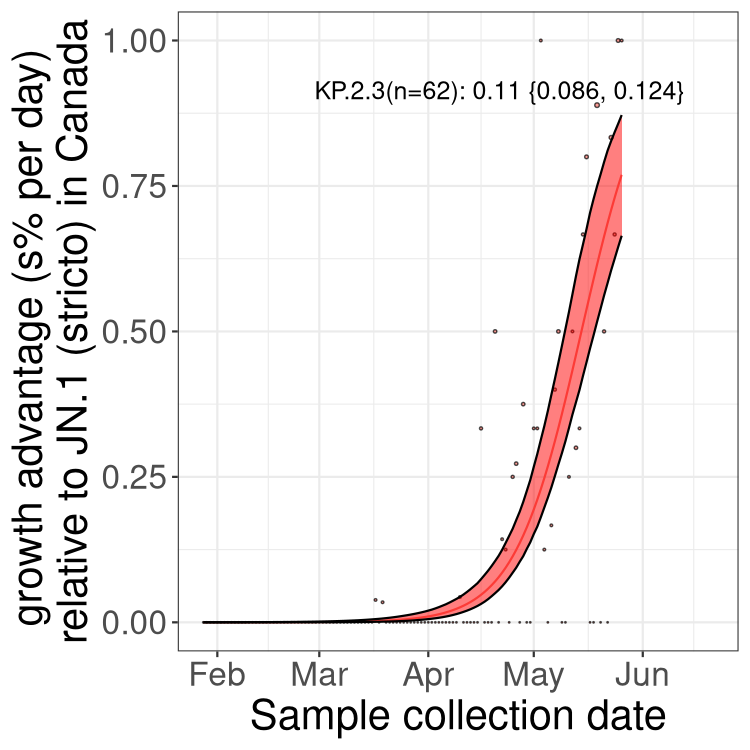 growth advantage (s% per day)
relative to JN.1 (stricto) in Canada
1.00
0.75
0.50
0.25
0.00
KP.2.3(n=62): 0.11 {0.086, 0.124}
Feb Mar Apr May Jun
Sample collection date